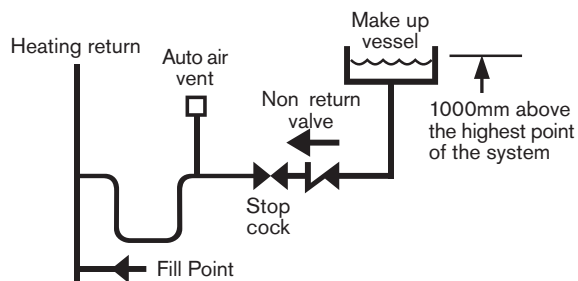 Heating return
Auto air
vent
Make up
vessel
Non return
valve
1000mm above
the highest point
of the system
Stop
cock
Fill Point